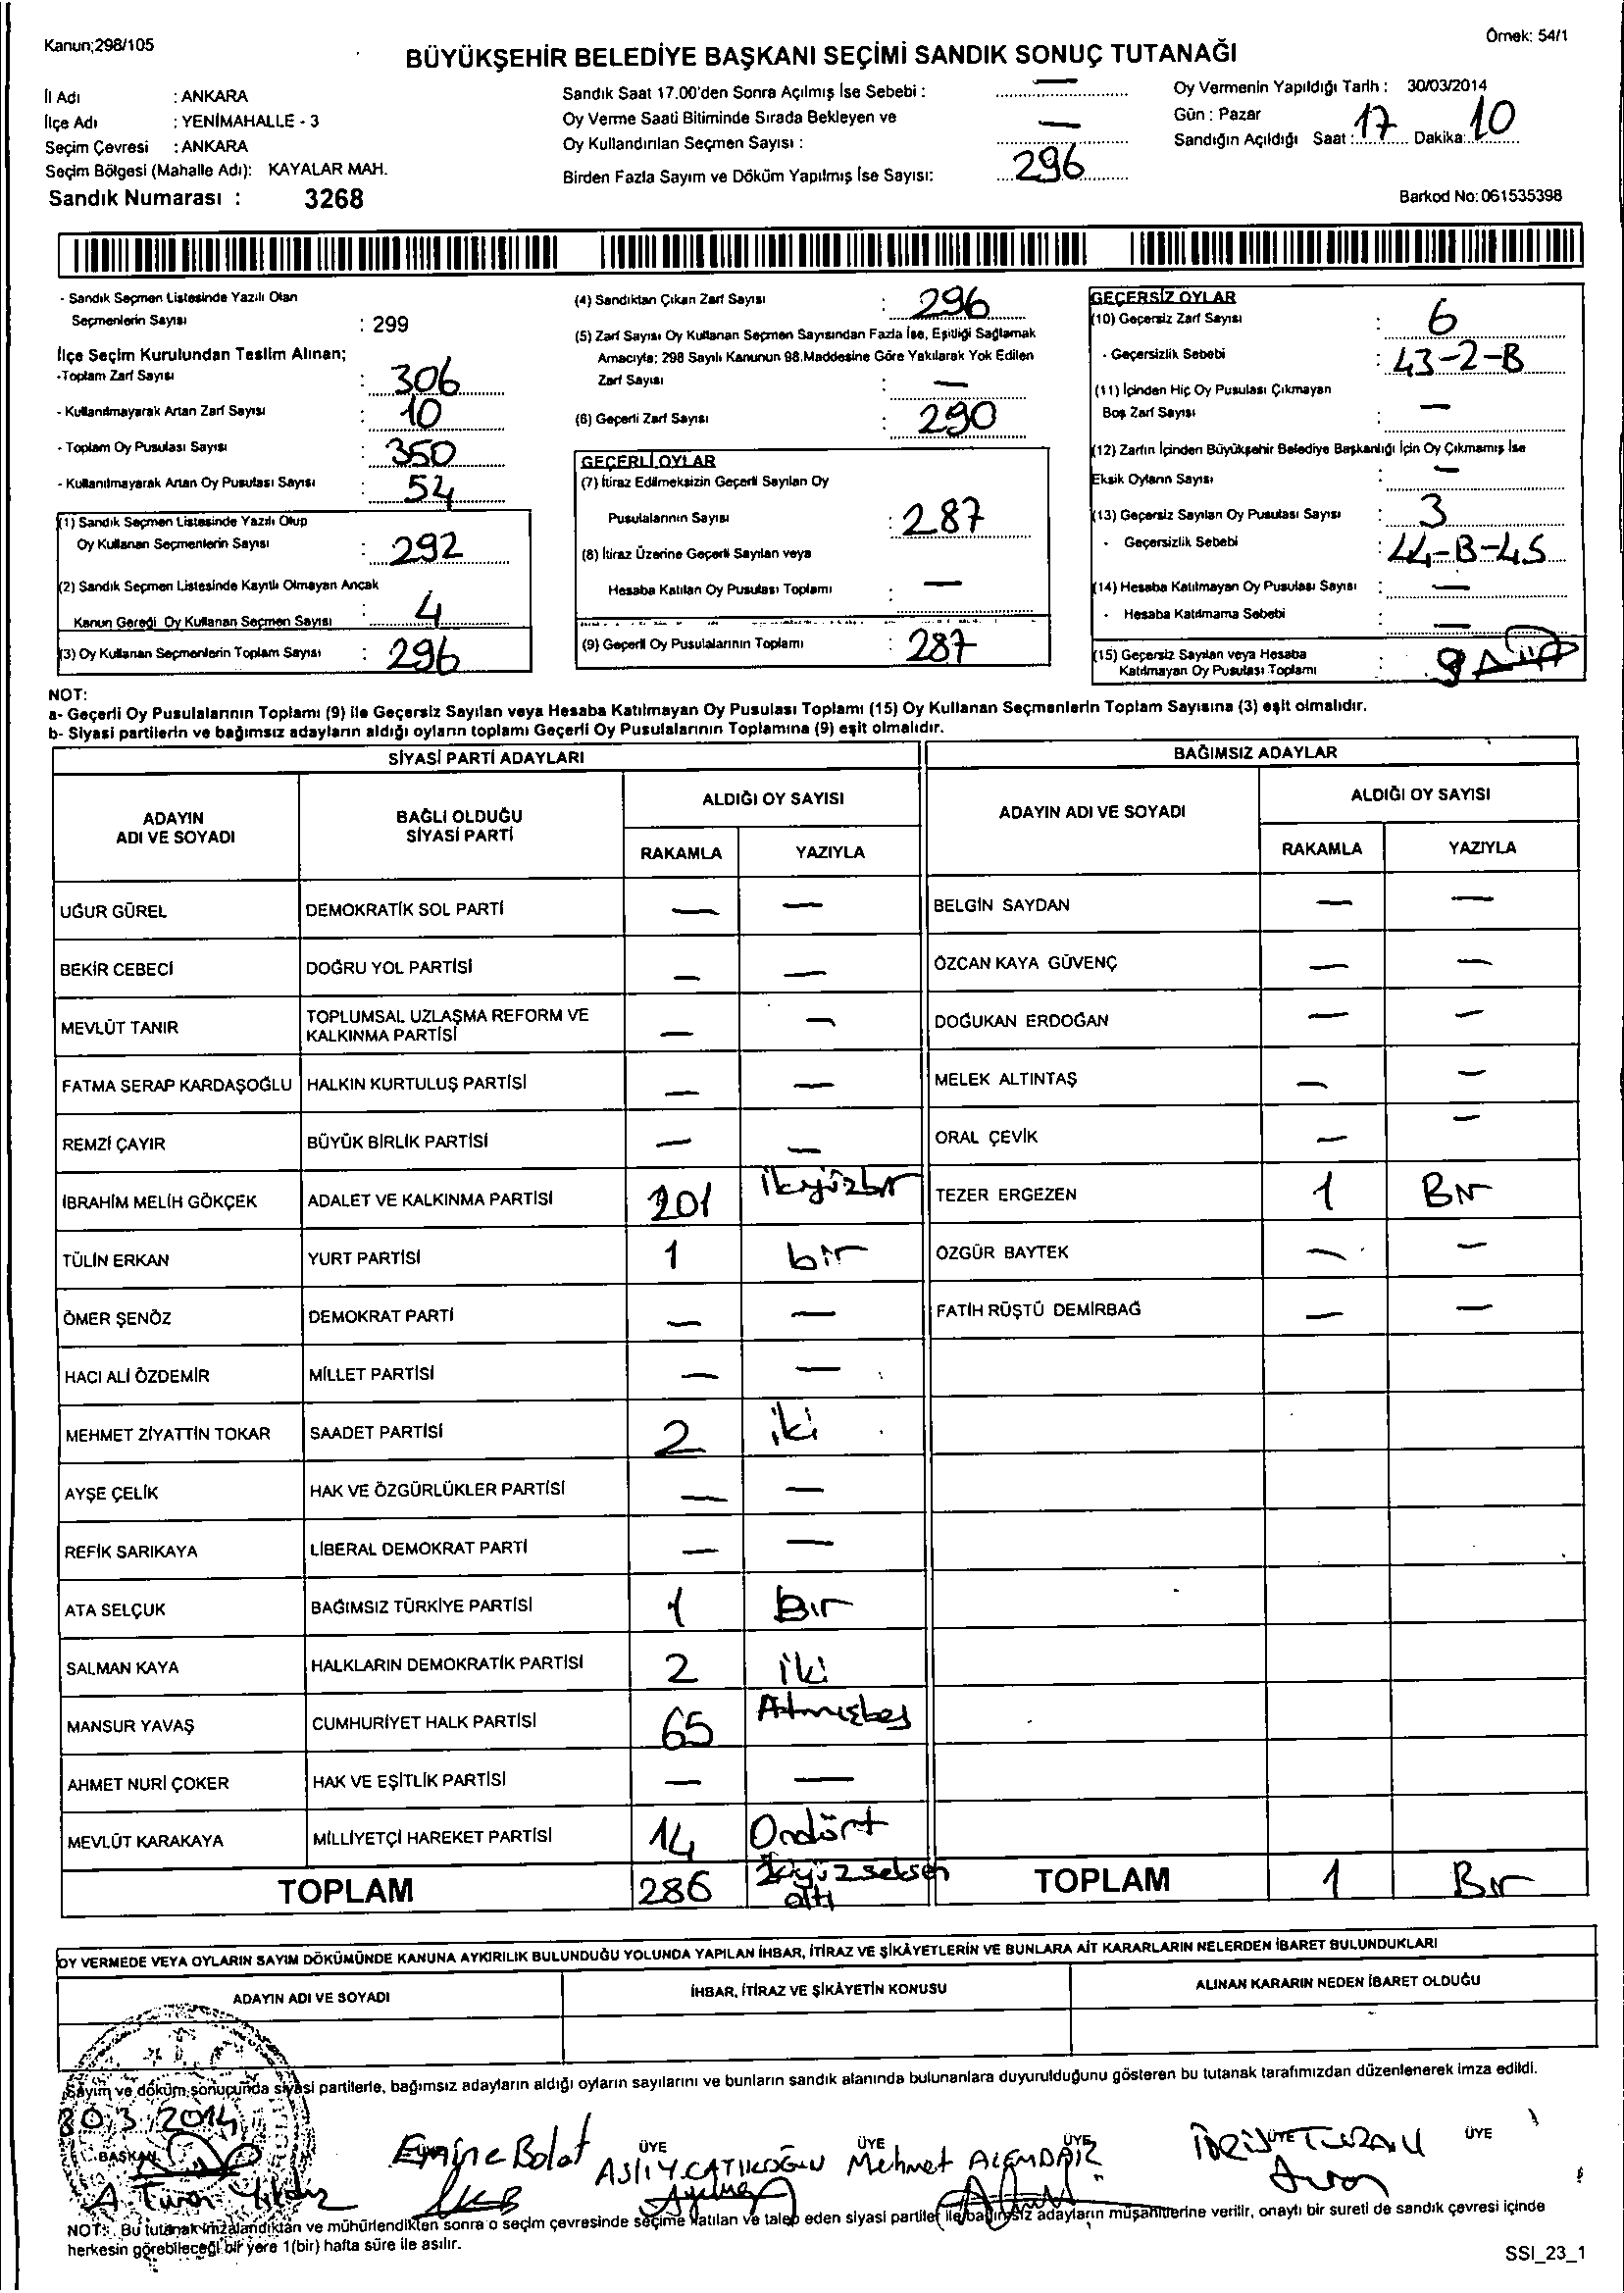 Kanun;298/105
Örnek: 54/1
BÜYÜKŞEHİR BELEDİYE BAŞKANI SEÇİMİ SANDIK SONUÇ TUTANAĞI
İl Adı : ANKARA
İlçe Adı : YENİMAHALLE - 3
Seçim Çevresi : ANKARA
Seçim Bölgesi (Mahalle Adı): KAYALAR MAH.
Sandık Numarası : 3268
Sandık Saat 17.00'den Sonra Açılmış İse Sebebi : —
Oy Verme Saati Bitiminde Sırada Bekleyen ve
Oy Kullandırılan Seçmen Sayısı : —
Birden Fazla Sayım ve Döküm Yapılmış İse Sayısı: 296
Oy Vermenin Yapıldığı Tarih : 30/03/2014
Gün : Pazar
Sandığın Açıldığı Saat : 17 Dakika: 10
Barkod No: 061535398
- Sandık Seçmen Listesinde Yazılı Olan
Seçmenlerin Sayısı : 299
İlçe Seçim Kurulundan Teslim Alınan;
-Toplam Zarf Sayısı : 306
- Kullanılmayarak Artan Zarf Sayısı : 10
- Toplam Oy Pusulası Sayısı : 350
- Kullanılmayarak Artan Oy Pusulası Sayısı : 54
(1) Sandık Seçmen Listesinde Yazılı Olup
Oy Kullanan Seçmenlerin Sayısı : 292
(2) Sandık Seçmen Listesinde Kayıtlı Olmayan Ancak
Kanun Gereği Oy Kullanan Seçmen Sayısı : 4
(3) Oy Kullanan Seçmenlerin Toplam Sayısı : 296
(4) Sandıktan Çıkan Zarf Sayısı : 296
(5) Zarf Sayısı Oy Kullanan Seçmen Sayısından Fazla İse, Eşitliği Sağlamak
Amacıyla; 298 Sayılı Kanunun 98.Maddesine Göre Yakılarak Yok Edilen
Zarf Sayısı : —
(6) Geçerli Zarf Sayısı : 290
GEÇERLİ OYLAR
(7) İtiraz Edilmeksizin Geçerli Sayılan Oy
Pusulalarının Sayısı : 287
(8) İtiraz Üzerine Geçerli Sayılan veya
Hesaba Katılan Oy Pusulası Toplamı : —
(9) Geçerli Oy Pusulalarının Toplamı : 287
GEÇERSİZ OYLAR
(10) Geçersiz Zarf Sayısı : 6
- Geçersizlik Sebebi : 43-2-B
(11) İçinden Hiç Oy Pusulası Çıkmayan
Boş Zarf Sayısı : —
(12) Zarfın İçinden Büyükşehir Belediye Başkanlığı İçin Oy Çıkmamış İse
Eksik Oyların Sayısı : —
(13) Geçersiz Sayılan Oy Pusulası Sayısı : 3
- Geçersizlik Sebebi : 44-B-45
(14) Hesaba Katılmayan Oy Pusulası Sayısı : —
- Hesaba Katılmama Sebebi : —
(15) Geçersiz Sayılan veya Hesaba
Katılmayan Oy Pusulası Toplamı : 9
NOT:
a- Geçerli Oy Pusulalarının Toplamı (9) ile Geçersiz Sayılan veya Hesaba Katılmayan Oy Pusulası Toplamı (15) Oy Kullanan Seçmenlerin Toplam Sayısına (3) eşit olmalıdır.
b- Siyasi partilerin ve bağımsız adayların aldığı oyların toplamı Geçerli Oy Pusulalarının Toplamına (9) eşit olmalıdır.
SİYASİ PARTİ ADAYLARI
ADAYIN ADI VE SOYADI
BAĞLI OLDUĞU SİYASİ PARTİ
ALDIĞI OY SAYISI
RAKAMLA YAZIYLA
UĞUR GÜREL DEMOKRATİK SOL PARTİ — —
BEKİR CEBECİ DOĞRU YOL PARTİSİ — —
MEVLÜT TANIR TOPLUMSAL UZLAŞMA REFORM VE KALKINMA PARTİSİ — —
FATMA SERAP KARDAŞOĞLU HALKIN KURTULUŞ PARTİSİ — —
REMZİ ÇAYIR BÜYÜK BİRLİK PARTİSİ — —
İBRAHİM MELİH GÖKÇEK ADALET VE KALKINMA PARTİSİ 201 ikiyüzbir
TÜLİN ERKAN YURT PARTİSİ 1 bir
ÖMER ŞENÖZ DEMOKRAT PARTİ — —
HACI ALİ ÖZDEMİR MİLLET PARTİSİ — —
MEHMET ZİYATTİN TOKAR SAADET PARTİSİ 2 iki
AYŞE ÇELİK HAK VE ÖZGÜRLÜKLER PARTİSİ — —
REFİK SARIKAYA LİBERAL DEMOKRAT PARTİ — —
ATA SELÇUK BAĞIMSIZ TÜRKİYE PARTİSİ 1 Bir
SALMAN KAYA HALKLARIN DEMOKRATİK PARTİSİ 2 iki
MANSUR YAVAŞ CUMHURİYET HALK PARTİSİ 65 Atmışbeş
AHMET NURİ ÇOKER HAK VE EŞİTLİK PARTİSİ — —
MEVLÜT KARAKAYA MİLLİYETÇİ HAREKET PARTİSİ 14 Ondört
TOPLAM 286 İkiyüzseksen altı
BAĞIMSIZ ADAYLAR
ADAYIN ADI VE SOYADI
ALDIĞI OY SAYISI
RAKAMLA YAZIYLA
BELGİN SAYDAN — —
ÖZCAN KAYA GÜVENÇ — —
DOĞUKAN ERDOĞAN — —
MELEK ALTINTAŞ — —
ORAL ÇEVİK — —
TEZER ERGEZEN 1 Bir
ÖZGÜR BAYTEK — —
FATİH RÜŞTÜ DEMİRBAĞ — —
TOPLAM 1 Bir
OY VERMEDE VEYA OYLARIN SAYIM DÖKÜMÜNDE KANUNA AYKIRILIK BULUNDUĞU YOLUNDA YAPILAN İHBAR, İTİRAZ VE ŞİKÂYETLERİN VE BUNLARA AİT KARARLARIN NELERDEN İBARET BULUNDUKLARI
ADAYIN ADI VE SOYADI
İHBAR, İTİRAZ VE ŞİKÂYETİN KONUSU
ALINAN KARARIN NEDEN İBARET OLDUĞU
Sayım ve döküm sonucunda siyasi partilerle, bağımsız adayların aldığı oyların sayılarını ve bunların sandık alanında bulunanlara duyurulduğunu gösteren bu tutanak tarafımızdan düzenlenerek imza edildi.
30.3.2014
BAŞKAN ÜYE ÜYE ÜYE ÜYE ÜYE
A. Turan Yıldız
Emine Bolat
Mehmet
NOT: Bu tutanak imzalandıktan ve mühürlendikten sonra o seçim çevresinde seçime katılan ve talep eden siyasi partiler ile bağımsız adayların müşahitlerine verilir, onaylı bir sureti de sandık çevresi içinde
herkesin görebileceği bir yere 1(bir) hafta süre ile asılır.
SSI_23_1